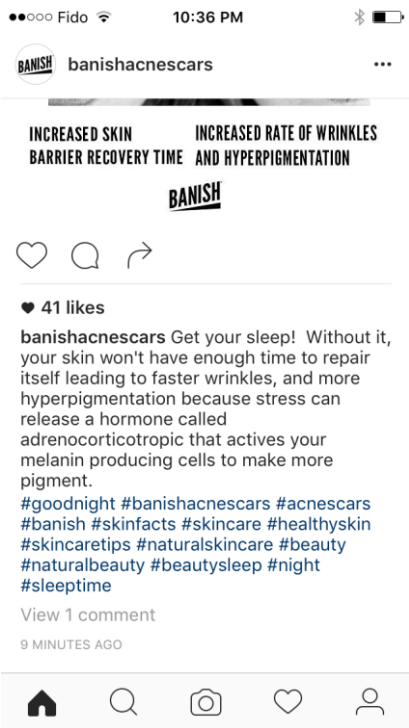 Fido 10:36 PM
BANISH banishacnescars
INCREASED SKIN
BARRIER RECOVERY TIME
INCREASED RATE OF WRINKLES
AND HYPERPIGMENTATION
BANISH
41 likes
banishacnescars Get your sleep!  Without it,
your skin won't have enough time to repair
itself leading to faster wrinkles, and more
hyperpigmentation because stress can
release a hormone called
adrenocorticotropic that actives your
melanin producing cells to make more
pigment.
#goodnight #banishacnescars #acnescars
#banish #skinfacts #skincare #healthyskin
#skincaretips #naturalskincare #beauty
#naturalbeauty #beautysleep #night
#sleeptime
View 1 comment
9 MINUTES AGO